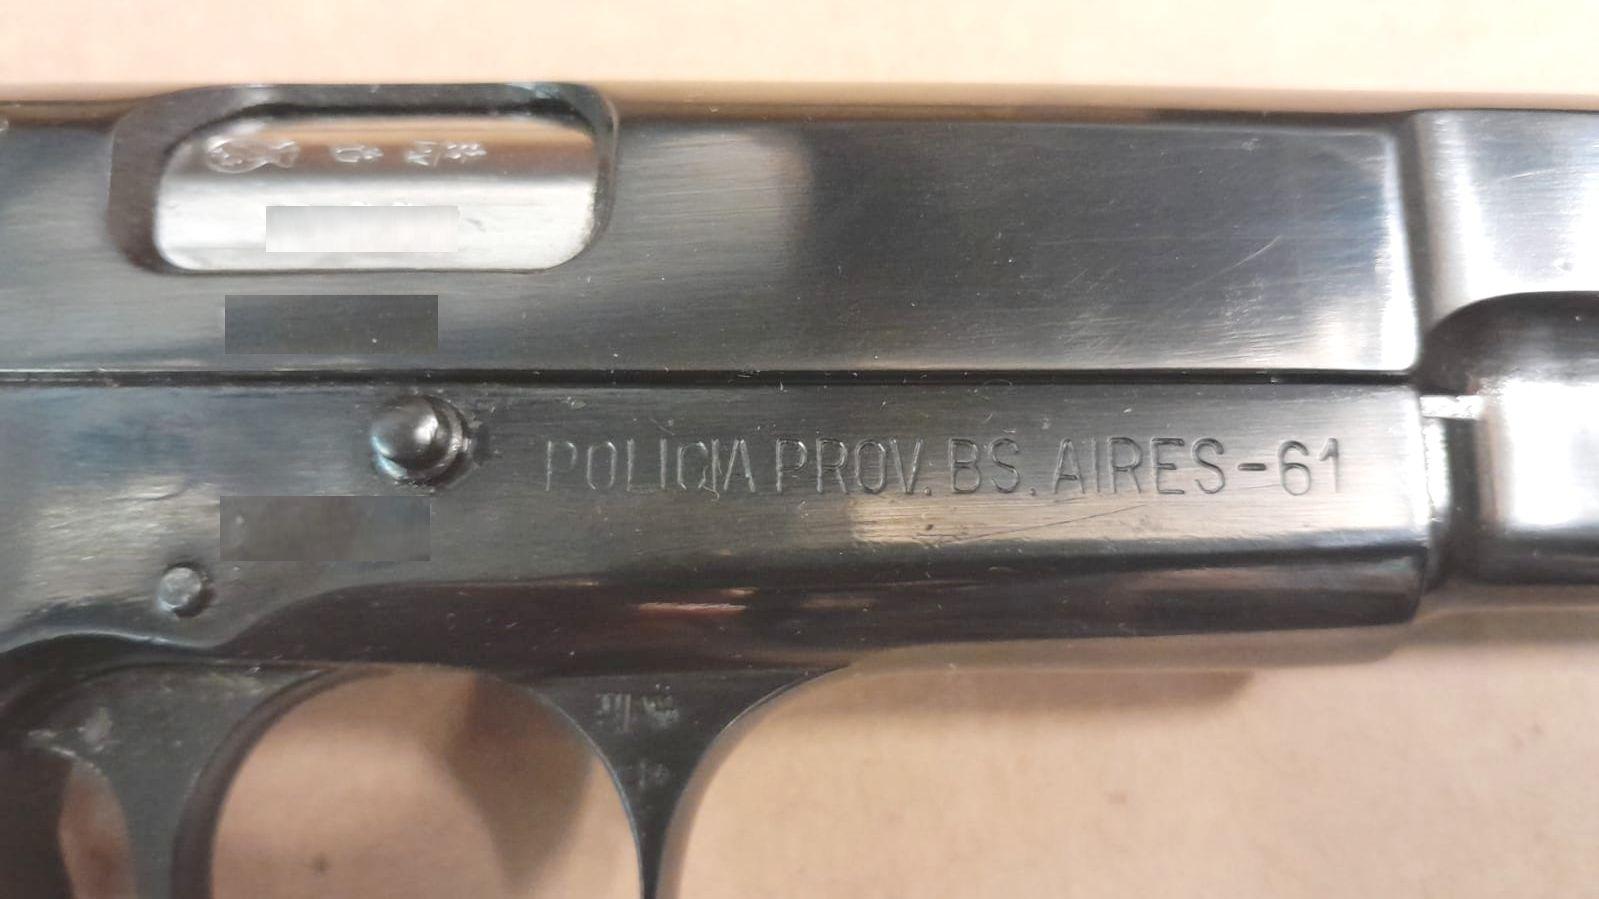 POLICIA PROV. BS. AIRES-61